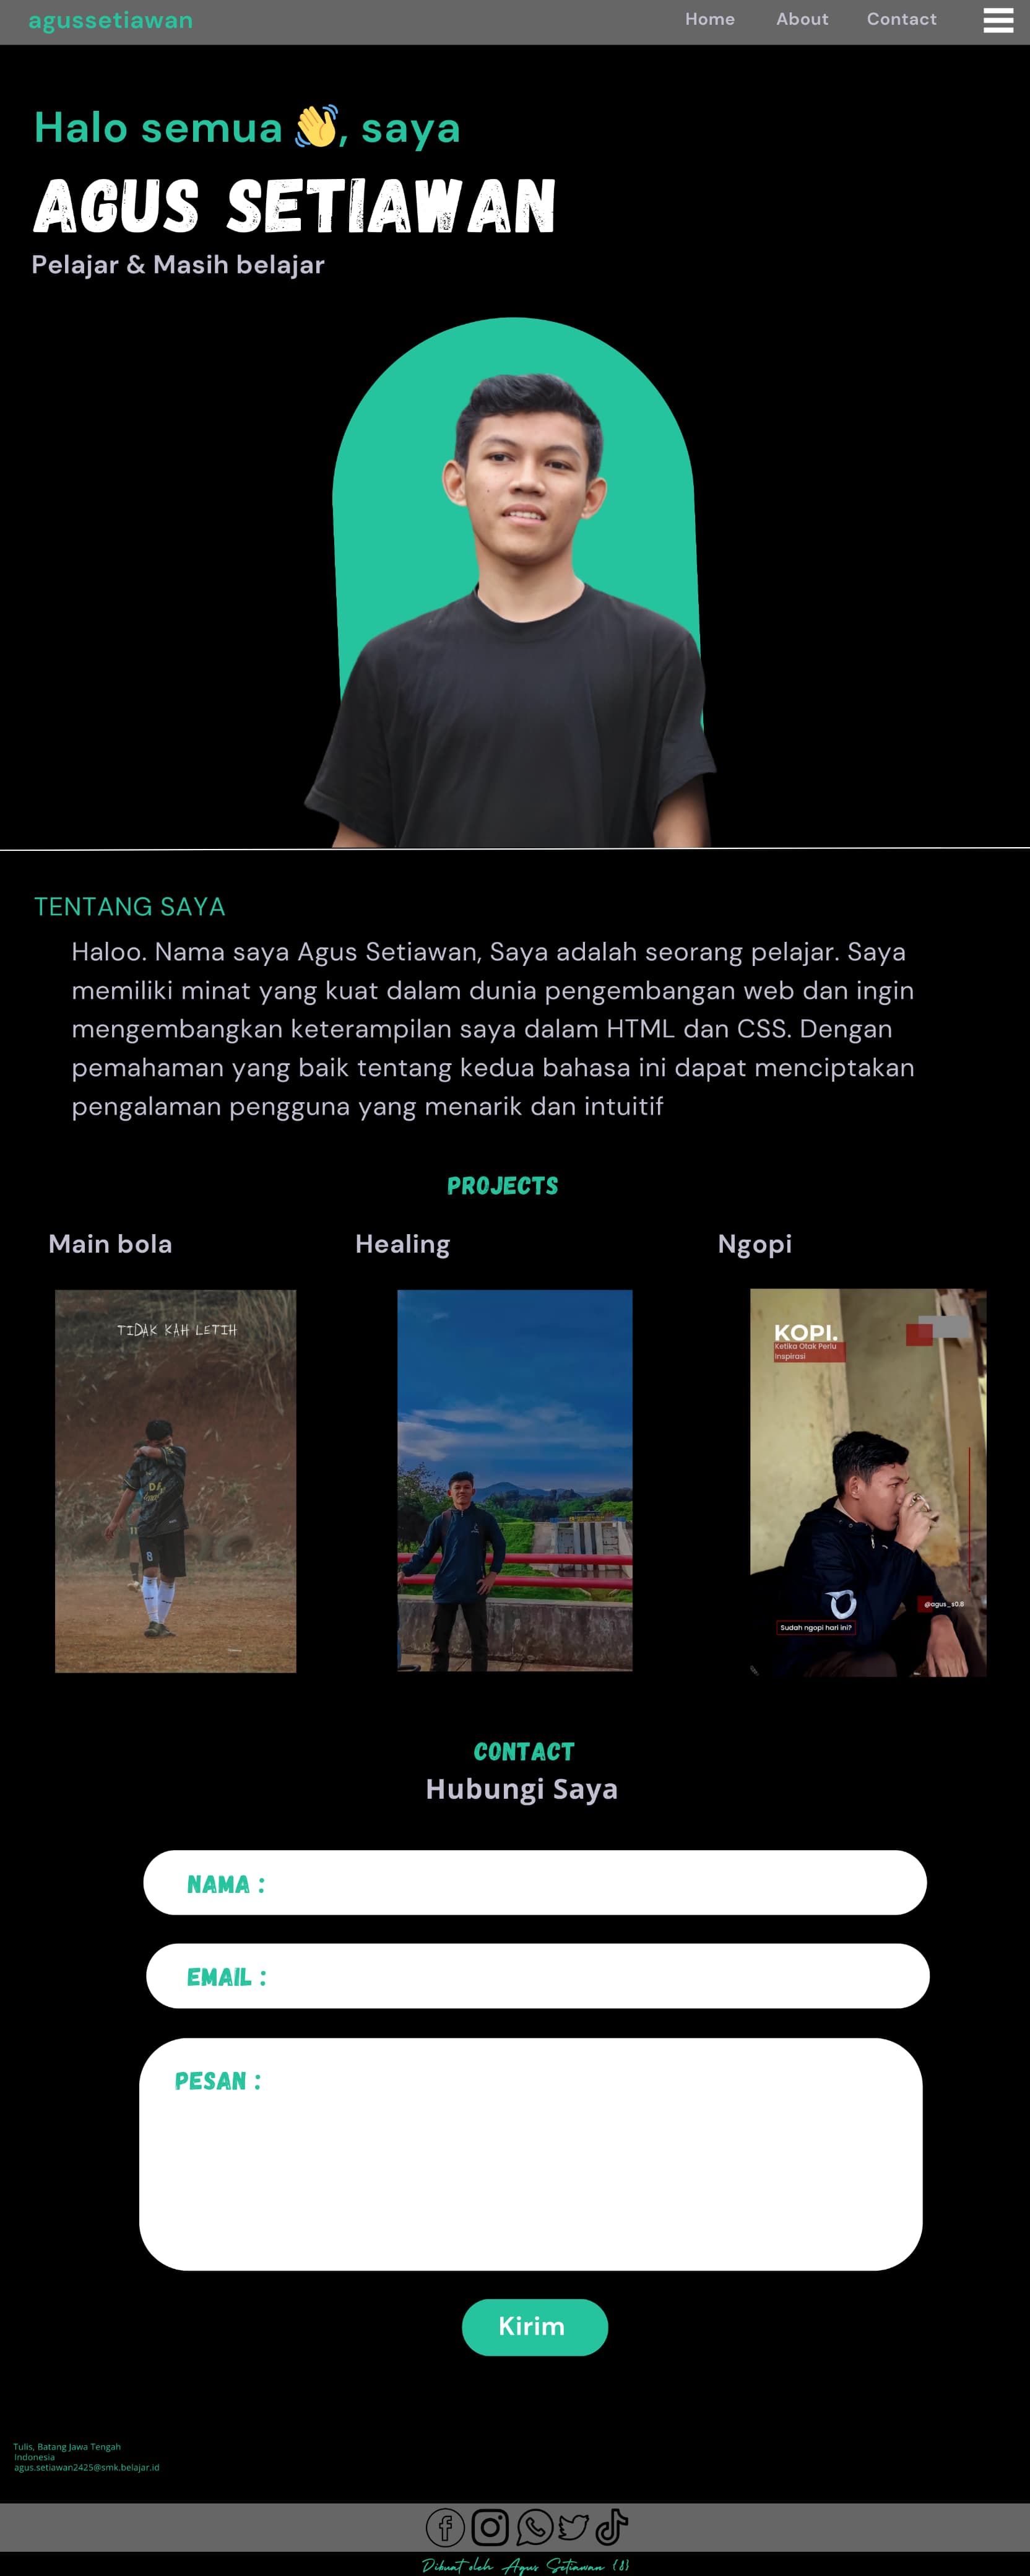 agussetiawan
Home About Contact
Halo semua 👋, saya
AGUS SETIAWAN
Pelajar & Masih belajar
TENTANG SAYA
Haloo. Nama saya Agus Setiawan, Saya adalah seorang pelajar. Saya
memiliki minat yang kuat dalam dunia pengembangan web dan ingin
mengembangkan keterampilan saya dalam HTML dan CSS. Dengan
pemahaman yang baik tentang kedua bahasa ini dapat menciptakan
pengalaman pengguna yang menarik dan intuitif
PROJECTS
Main bola
Healing
Ngopi
TIDAK KAH LETIH
8
KOPI.
Ketika Otak Perlu
Inspirasi
@agus_s0.8
Sudah ngopi hari ini?
CONTACT
Hubungi Saya
NAMA :
EMAIL :
PESAN :
Kirim
Tulis, Batang Jawa Tengah
Indonesia
agus.setiawan2425@smk.belajar.id
Dibuat oleh Agus Setiawan {8}